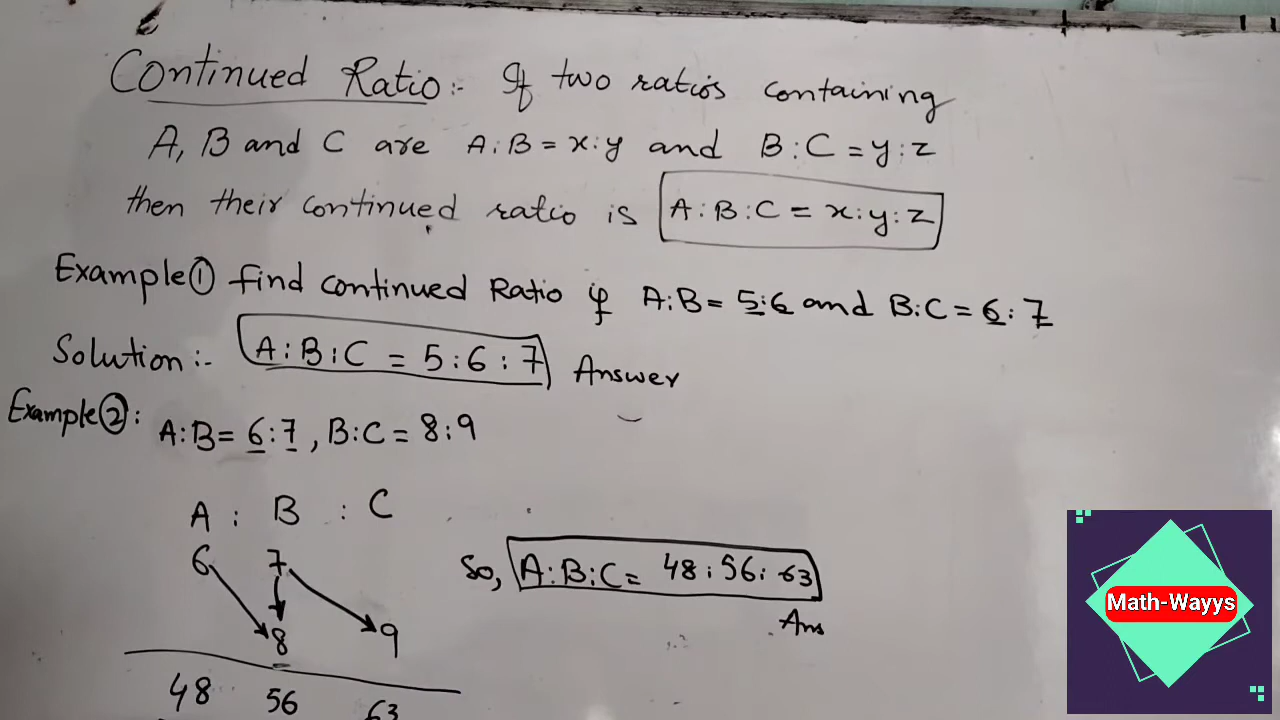 Continued Ratio:- If two ratios containing
A, B and C are A:B = x:y and B:C = y:z
then their continued ratio is A:B:C = x:y:z
Example① Find continued Ratio if A:B = 5:6 and B:C = 6:7
Solution:- A:B:C = 5:6:7 Answer
Example②: A:B = 6:7, B:C = 8:9
A : B : C
6 7
8 9
48 56 63
So, A:B:C = 48:56:63
Ans
Math-Wayys